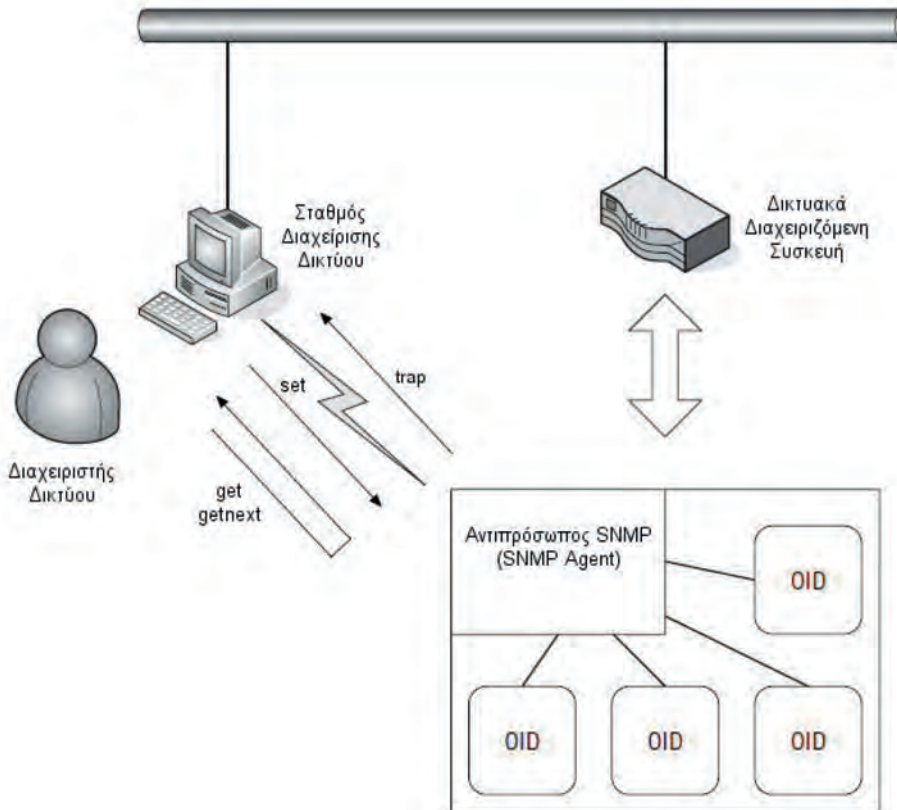 Σταθμός
Διαχείρισης
Δικτύου
Δικτυακά
Διαχειριζόμενη
Συσκευή
trap
set
Διαχειριστής
Δικτύου
get
getnext
Αντιπρόσωπος SNMP
(SNMP Agent)
OID
OID
OID
OID